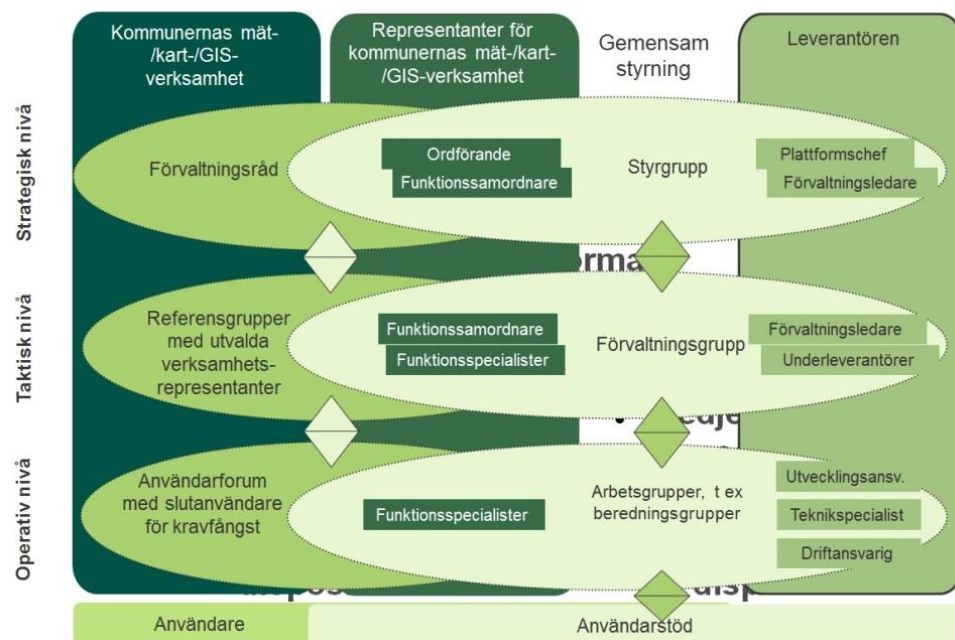 Kommunernas mät-
/kart-/GIS-
verksamhet
Representanter för
kommunernas mät-/kart-
/GIS-verksamhet
Gemensam
styrning
Leverantören
Strategisk nivå
Förvaltningsråd
Ordförande
Funktionssamordnare
Styrgrupp
Plattformschef
Förvaltningsledare
Taktisk nivå
Referensgrupper
med utvalda
verksamhets-
representanter
Funktionssamordnare
Funktionsspecialister
Förvaltningsgrupp
Förvaltningsledare
Underleverantörer
Operativ nivå
Användarforum
med slutanvändare
för kravfångst
Funktionsspecialister
Arbetsgrupper, t ex
beredningsgrupper
Utvecklingsansv.
Teknikspecialist
Driftansvarig
Användare
Användarstöd